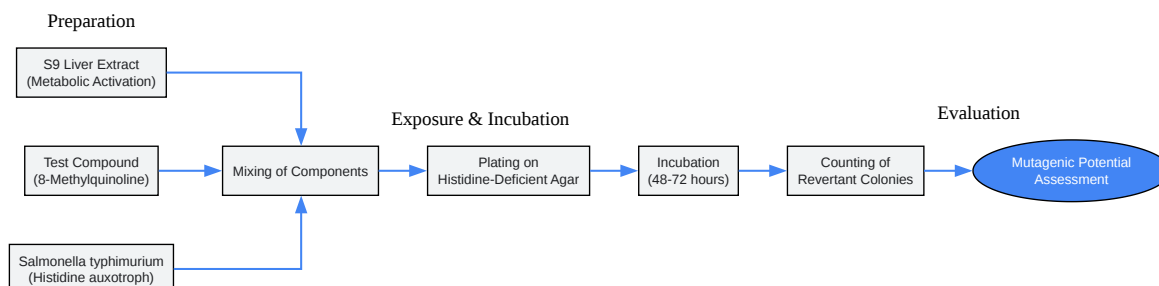 Preparation
S9 Liver Extract
(Metabolic Activation)
Exposure & Incubation
Evaluation
Test Compound
(8-Methylquinoline)
Mixing of Components
Plating on
Histidine-Deficient Agar
Incubation
(48-72 hours)
Counting of
Revertant Colonies
Mutagenic Potential
Assessment
Salmonella typhimurium
(Histidine auxotroph)